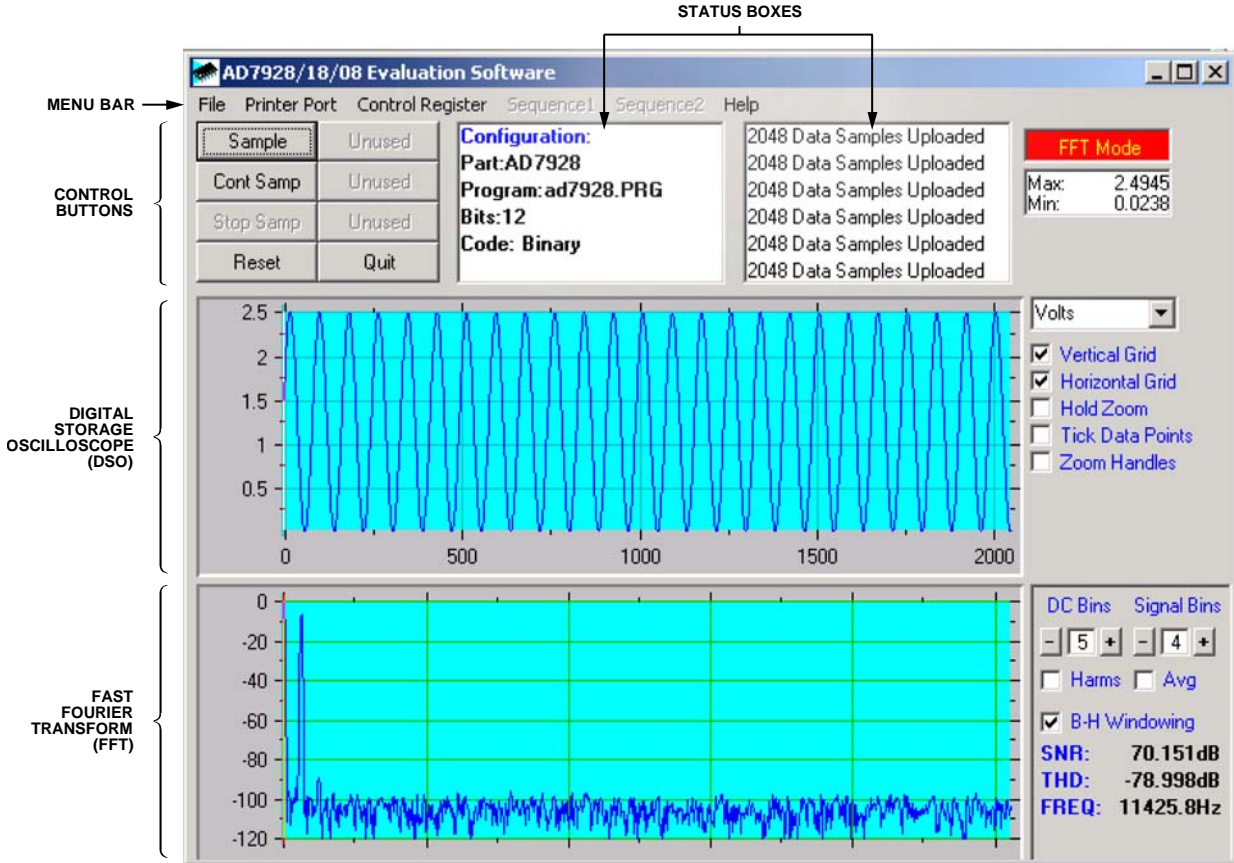 STATUS BOXES
AD7928/18/08 Evaluation Software
MENU BAR
File Printer Port Control Register Sequence1 Sequence2 Help
CONTROL
BUTTONS
Sample Unused
Cont Samp Unused
Stop Samp Unused
Reset Quit
Configuration:
Part:AD7928
Program:ad7928.PRG
Bits:12
Code: Binary
2048 Data Samples Uploaded
2048 Data Samples Uploaded
2048 Data Samples Uploaded
2048 Data Samples Uploaded
2048 Data Samples Uploaded
2048 Data Samples Uploaded
FFT Mode
Max: 2.4945
Min: 0.0238
DIGITAL
STORAGE
OSCILLOSCOPE
(DSO)
2.5
2
1.5
1
0.5
0 500 1000 1500 2000
Volts
Vertical Grid
Horizontal Grid
Hold Zoom
Tick Data Points
Zoom Handles
FAST
FOURIER
TRANSFORM
(FFT)
0
-20
-40
-60
-80
-100
-120
DC Bins Signal Bins
- 5 + - 4 +
Harms Avg
B-H Windowing
SNR: 70.151dB
THD: -78.998dB
FREQ: 11425.8Hz